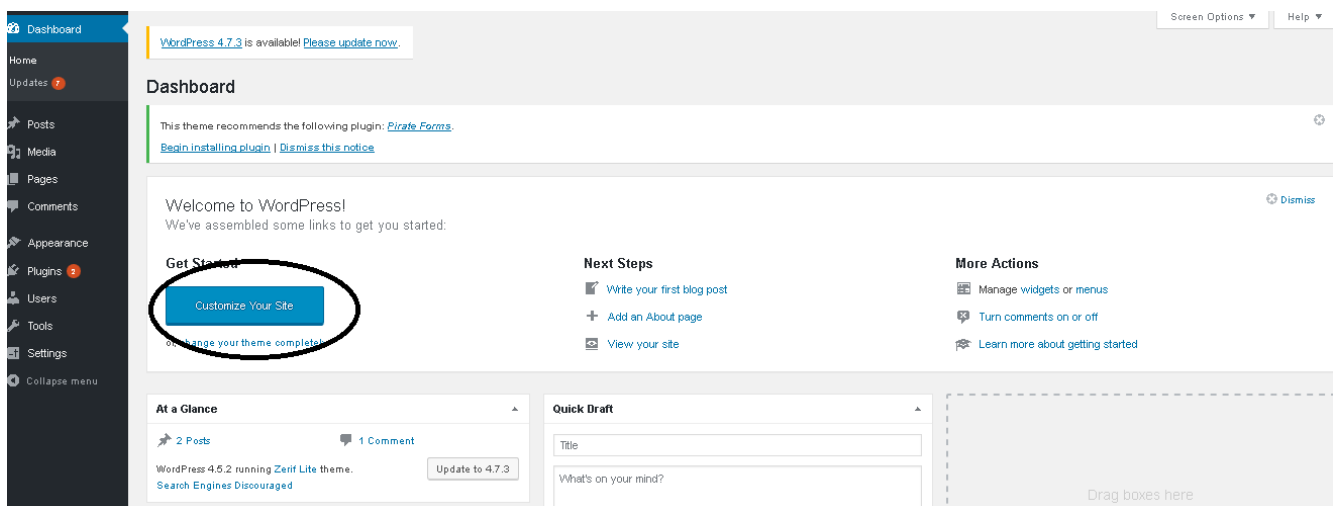 Dashboard
Home
Updates 7
Posts
Media
Pages
Comments
Appearance
Plugins 2
Users
Tools
Settings
Collapse menu
Screen Options ▼
Help ▼
WordPress 4.7.3 is available! Please update now.
Dashboard
This theme recommends the following plugin: Pirate Forms.
Begin installing plugin | Dismiss this notice
Welcome to WordPress!
Dismiss
We've assembled some links to get you started:
Get Started
Customize Your Site
or, change your theme completely
Next Steps
Write your first blog post
Add an About page
View your site
More Actions
Manage widgets or menus
Turn comments on or off
Learn more about getting started
At a Glance
2 Posts
1 Comment
WordPress 4.5.2 running Zerif Lite theme.
Update to 4.7.3
Search Engines Discouraged
Quick Draft
Title
What's on your mind?
Drag boxes here